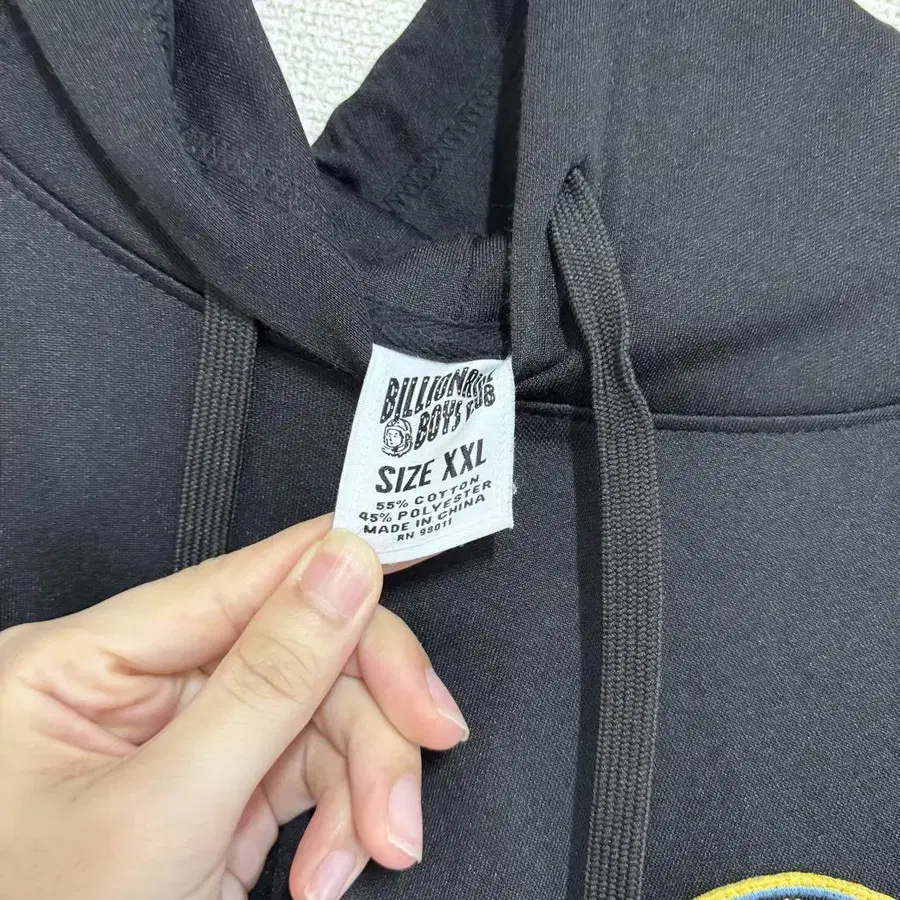 BILLIONAIRE
BOYS CLUB
SIZE XXL
55% COTTON
45% POLYESTER
MADE IN CHINA
RN 98011